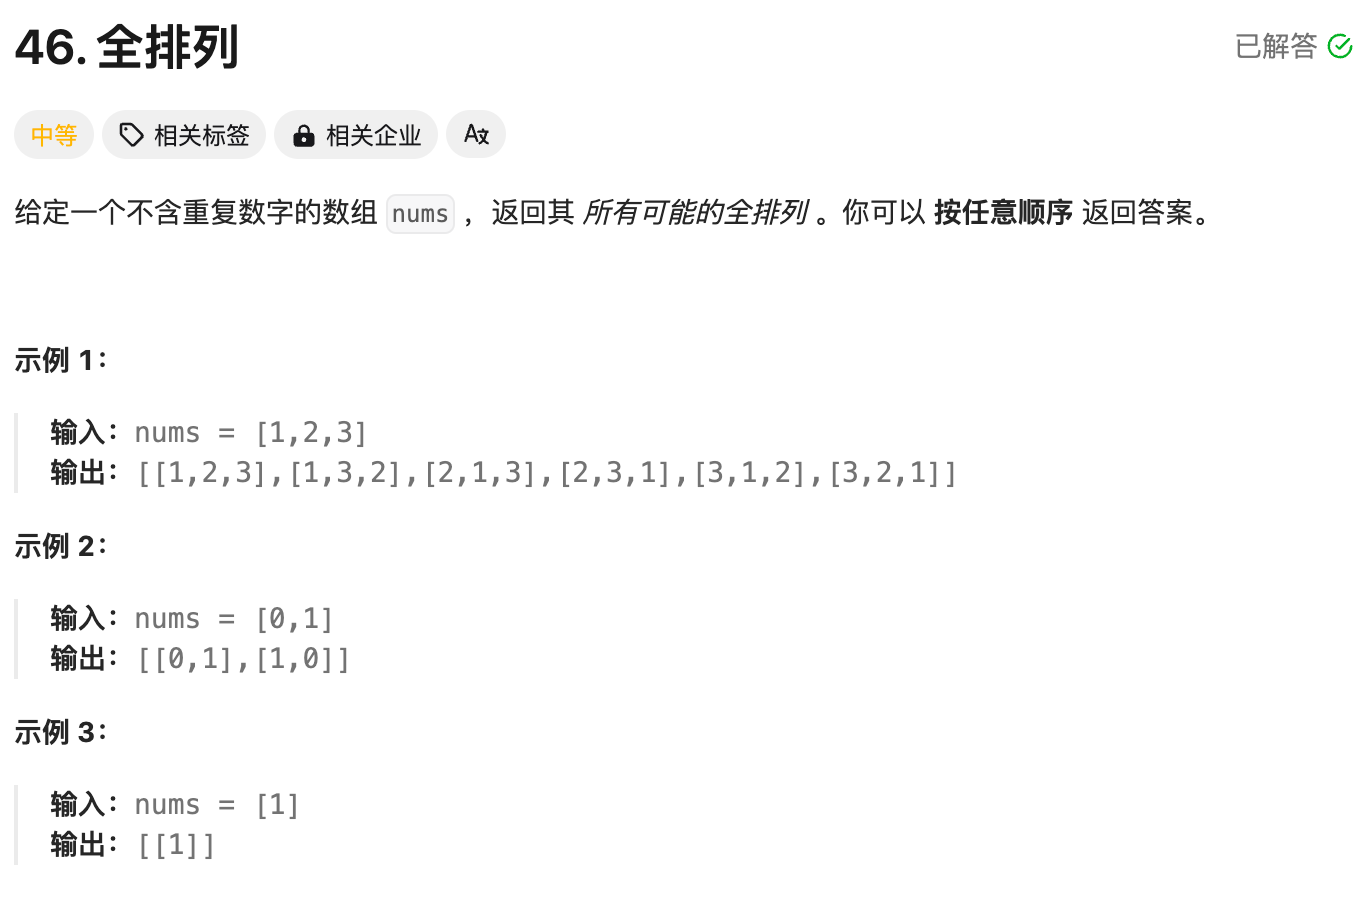 46. 全排列
已解答
中等 相关标签 相关企业
给定一个不含重复数字的数组 nums ，返回其 所有可能的全排列 。你可以 按任意顺序 返回答案。
示例 1：
输入：nums = [1,2,3]
输出：[[1,2,3],[1,3,2],[2,1,3],[2,3,1],[3,1,2],[3,2,1]]
示例 2：
输入：nums = [0,1]
输出：[[0,1],[1,0]]
示例 3：
输入：nums = [1]
输出：[[1]]